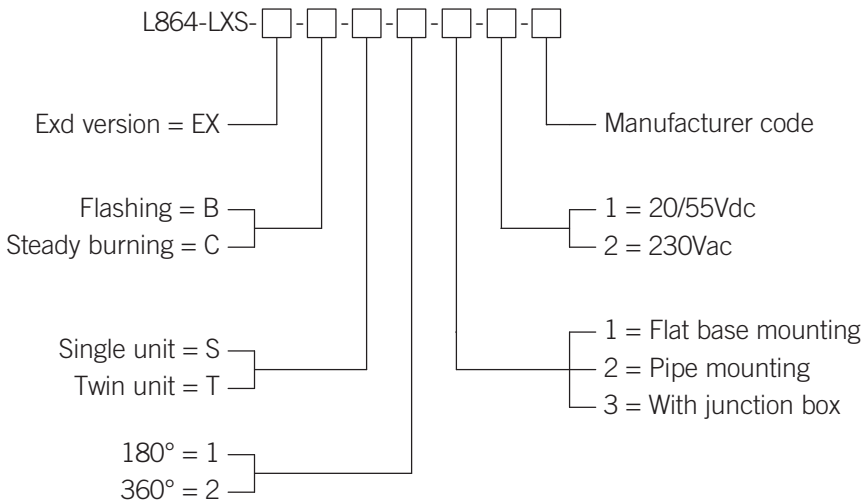 L864-LXS- - - - - - -
Exd version = EX
Manufacturer code
Flashing = B
Steady burning = C
1 = 20/55Vdc
2 = 230Vac
Single unit = S
Twin unit = T
1 = Flat base mounting
2 = Pipe mounting
3 = With junction box
180° = 1
360° = 2